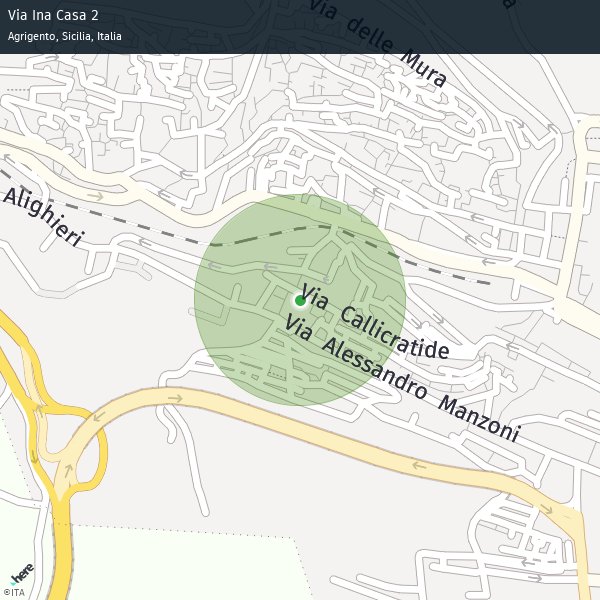 Via Ina Casa 2
Agrigento, Sicilia, Italia
Via delle Mura
Alighieri
Via Callicratide
Via Alessandro Manzoni
here
©ITA